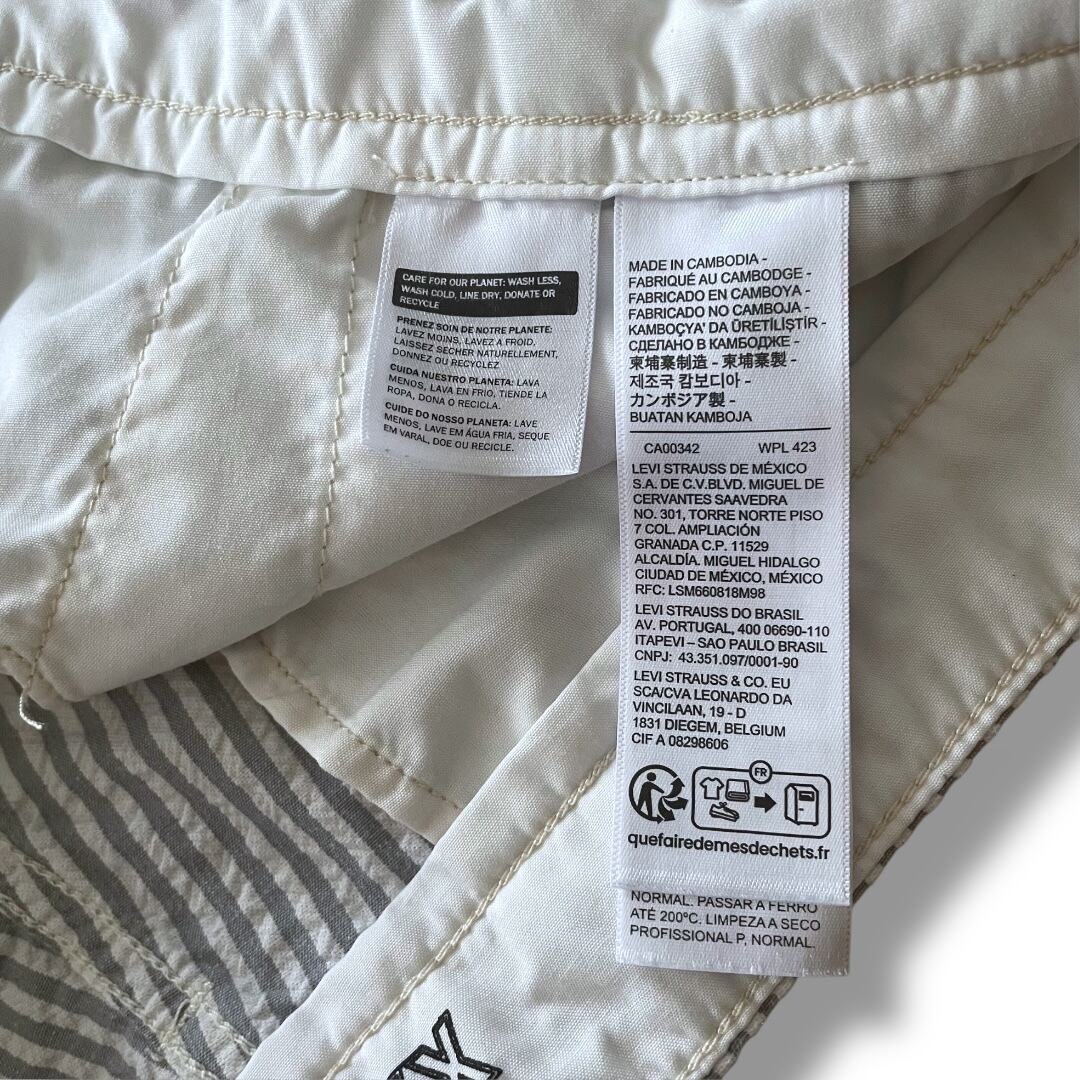 CARE FOR OUR PLANET: WASH LESS,
WASH COLD, LINE DRY, DONATE OR
RECYCLE
PRENEZ SOIN DE NOTRE PLANETE:
LAVEZ MOINS, LAVEZ A FROID,
LAISSEZ SECHER NATURELLEMENT,
DONNEZ OU RECYCLEZ
CUIDA NUESTRO PLANETA: LAVA
MENOS, LAVA EN FRIO, TIENDE LA
ROPA, DONA O RECICLA.
CUIDE DO NOSSO PLANETA: LAVE
MENOS, LAVE EM ÁGUA FRIA, SEQUE
EM VARAL, DOE OU RECICLE.
MADE IN CAMBODIA -
FABRIQUÉ AU CAMBODGE -
FABRICADO EN CAMBOYA -
FABRICADO NO CAMBOJA -
KAMBOÇYA' DA ÜRETİLİŞTİR -
СДЕЛАНО В КАМБОДЖЕ -
柬埔寨制造 - 柬埔寨製 -
제조국 캄보디아 -
カンボジア製 -
BUATAN KAMBOJA
CA00342 WPL 423
LEVI STRAUSS DE MÉXICO
S.A. DE C.V.BLVD. MIGUEL DE
CERVANTES SAAVEDRA
NO. 301, TORRE NORTE PISO
7 COL. AMPLIACIÓN
GRANADA C.P. 11529
ALCALDÍA. MIGUEL HIDALGO
CIUDAD DE MÉXICO, MÉXICO
RFC: LSM660818M98
LEVI STRAUSS DO BRASIL
AV. PORTUGAL, 400 06690-110
ITAPEVI – SAO PAULO BRASIL
CNPJ: 43.351.097/0001-90
LEVI STRAUSS & CO. EU
SCA/CVA LEONARDO DA
VINCILAAN, 19 - D
1831 DIEGEM, BELGIUM
CIF A 08298606
FR
quefairedemesdechets.fr
NORMAL. PASSAR A FERRO
ATÉ 200°C. LIMPEZA A SECO
PROFISSIONAL P, NORMAL.